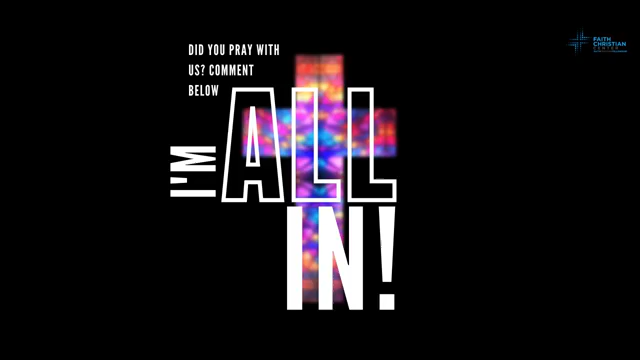 DID YOU PRAY WITH
US? COMMENT
BELOW
I'M
ALL
IN!
FAITH
CHRISTIAN
CENTER